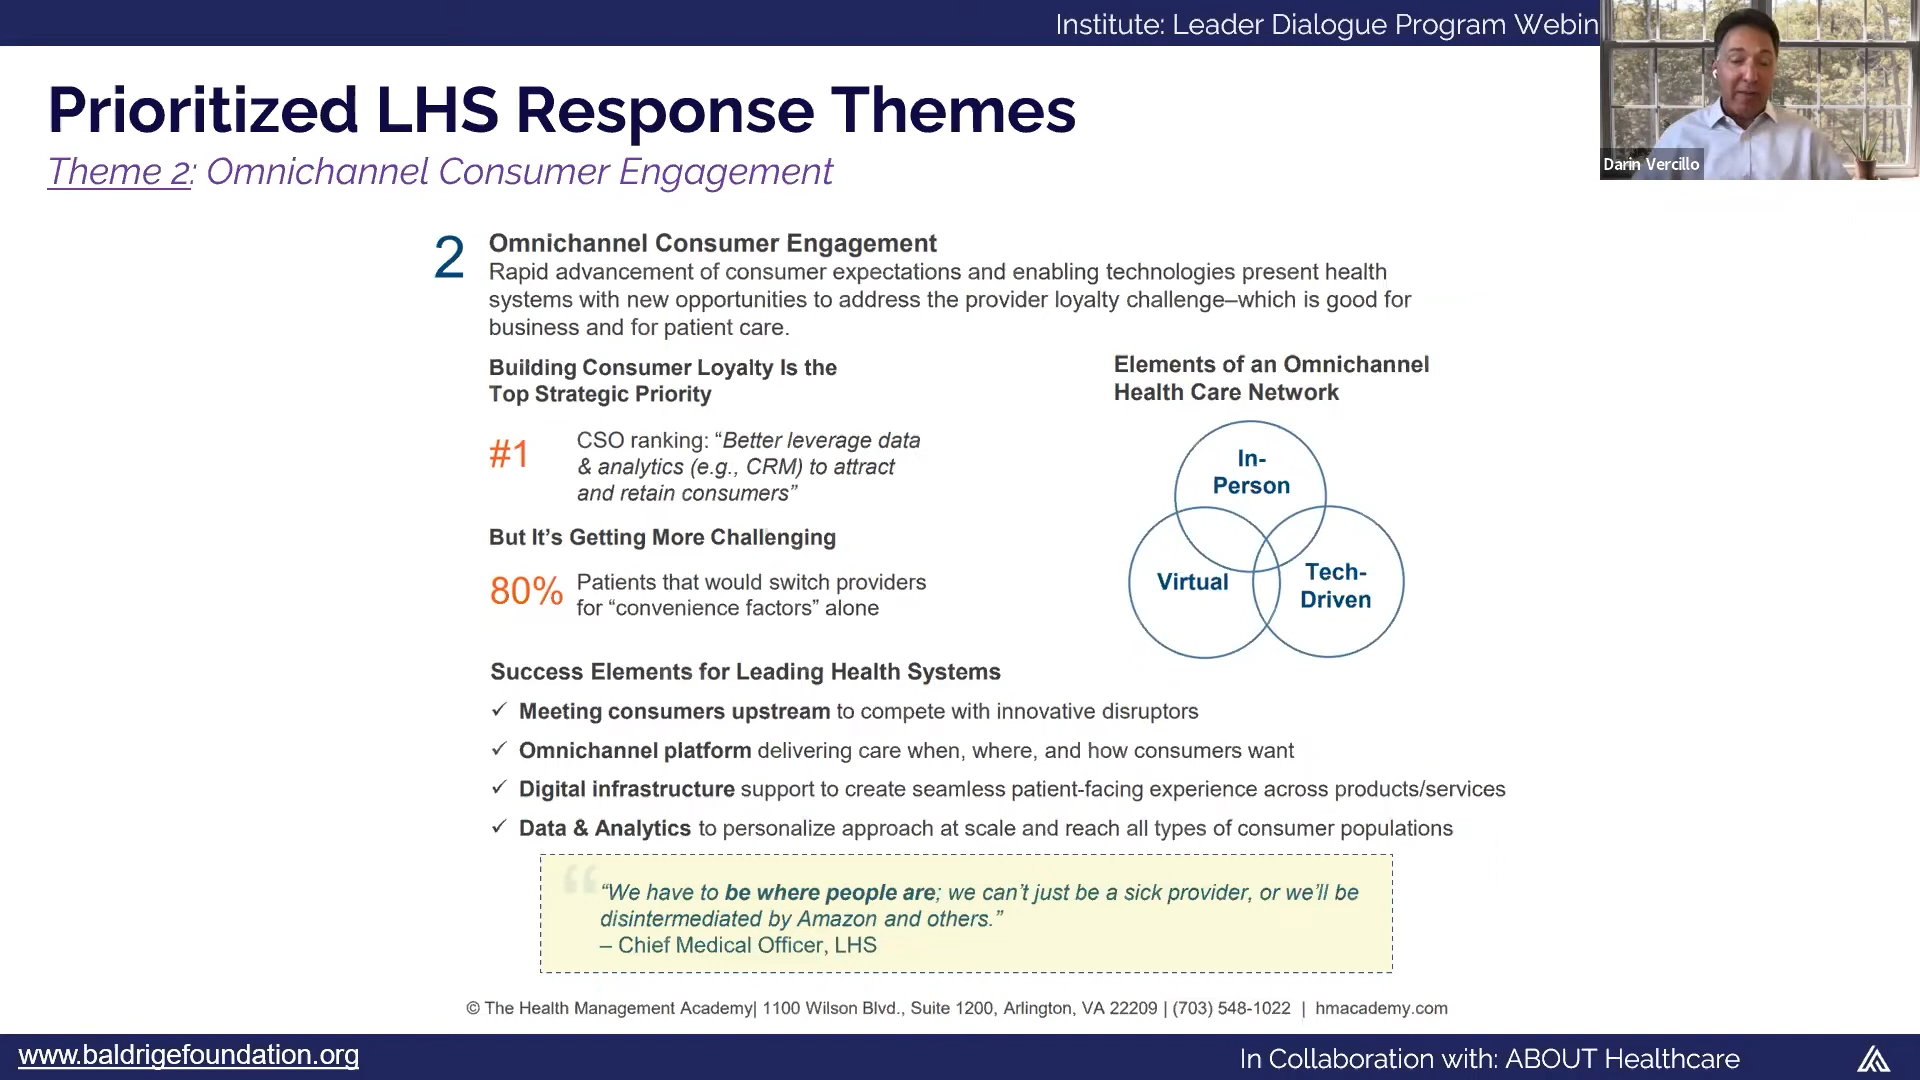 Institute: Leader Dialogue Program Webin
Darin Vercillo
Prioritized LHS Response Themes
Theme 2: Omnichannel Consumer Engagement
2
Omnichannel Consumer Engagement
Rapid advancement of consumer expectations and enabling technologies present health
systems with new opportunities to address the provider loyalty challenge–which is good for
business and for patient care.
Building Consumer Loyalty Is the
Top Strategic Priority
#1
CSO ranking: “Better leverage data
& analytics (e.g., CRM) to attract
and retain consumers”
But It’s Getting More Challenging
80%
Patients that would switch providers
for “convenience factors” alone
Elements of an Omnichannel
Health Care Network
In-
Person
Virtual
Tech-
Driven
Success Elements for Leading Health Systems
✓ Meeting consumers upstream to compete with innovative disruptors
✓ Omnichannel platform delivering care when, where, and how consumers want
✓ Digital infrastructure support to create seamless patient-facing experience across products/services
✓ Data & Analytics to personalize approach at scale and reach all types of consumer populations
“We have to be where people are; we can’t just be a sick provider, or we’ll be
disintermediated by Amazon and others.”
– Chief Medical Officer, LHS
© The Health Management Academy| 1100 Wilson Blvd., Suite 1200, Arlington, VA 22209 | (703) 548-1022 | hmacademy.com
www.baldrigefoundation.org
In Collaboration with: ABOUT Healthcare